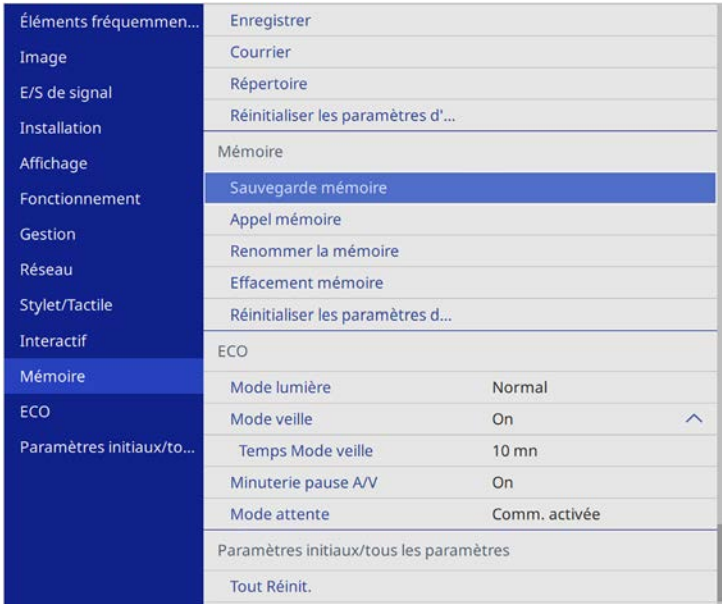 Éléments fréquemmen...
Image
E/S de signal
Installation
Affichage
Fonctionnement
Gestion
Réseau
Stylet/Tactile
Interactif
Mémoire
ECO
Paramètres initiaux/to...
Enregistrer
Courrier
Répertoire
Réinitialiser les paramètres d'...
Mémoire
Sauvegarde mémoire
Appel mémoire
Renommer la mémoire
Effacement mémoire
Réinitialiser les paramètres d...
ECO
Mode lumière Normal
Mode veille On
Temps Mode veille 10 mn
Minuterie pause A/V On
Mode attente Comm. activée
Paramètres initiaux/tous les paramètres
Tout Réinit.